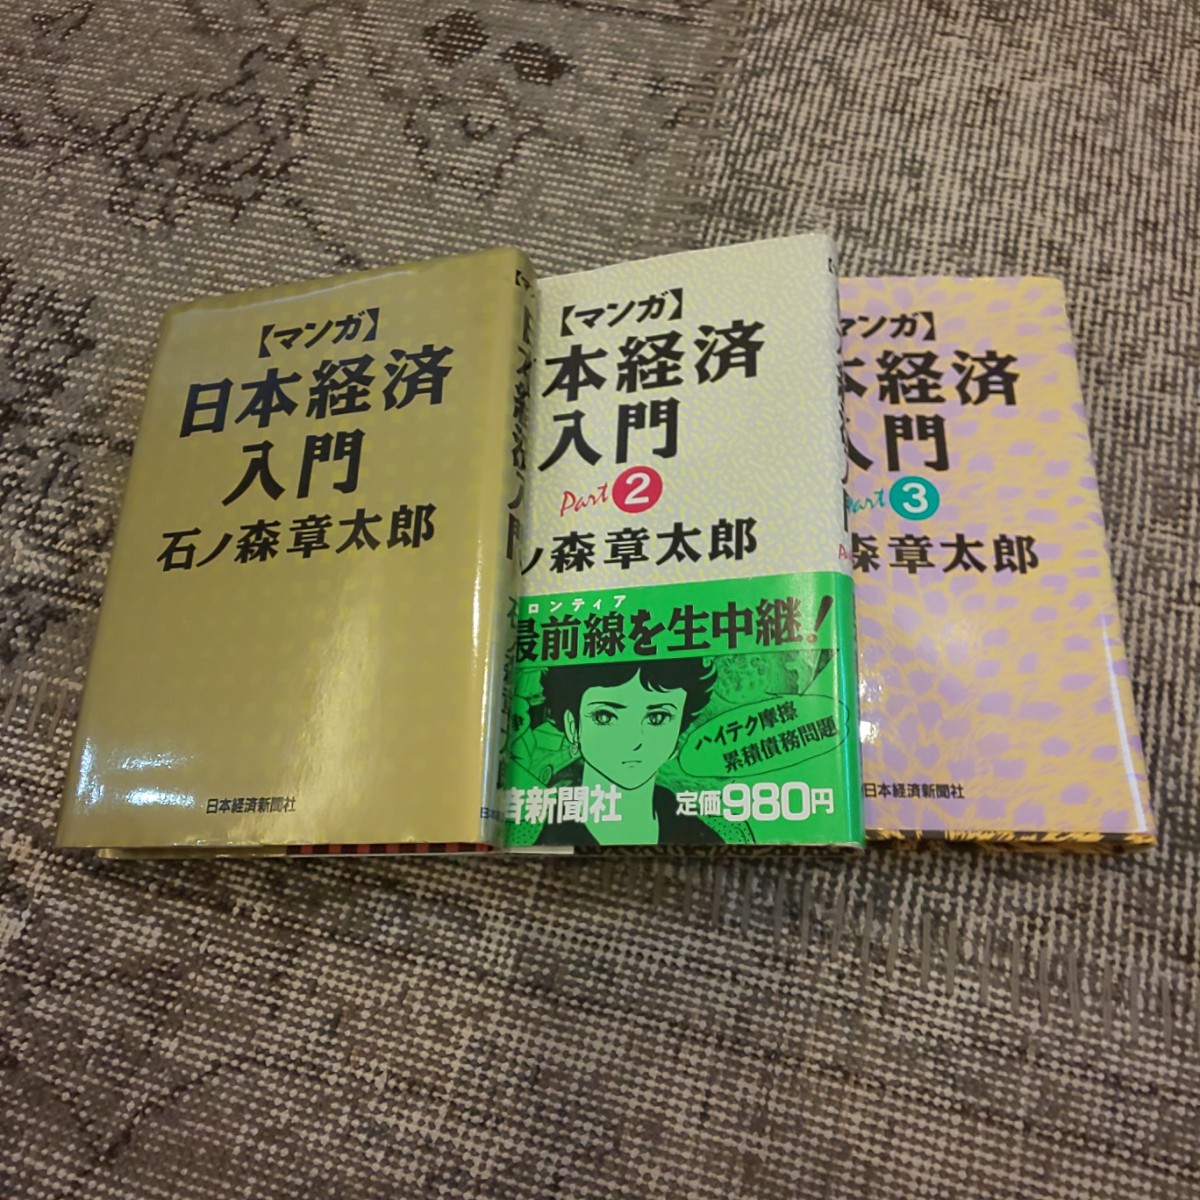 【マンガ】
日本経済
入門
石ノ森章太郎
日本経済新聞社
【マンガ】
本経済
入門
Part 2
ノ森章太郎
ロンティア
最前線を生中継!
ハイテク摩擦
累積債務問題
済新聞社
定価980円
マンガ】
本経済
入門
Part 3
森章太郎
日本経済新聞社